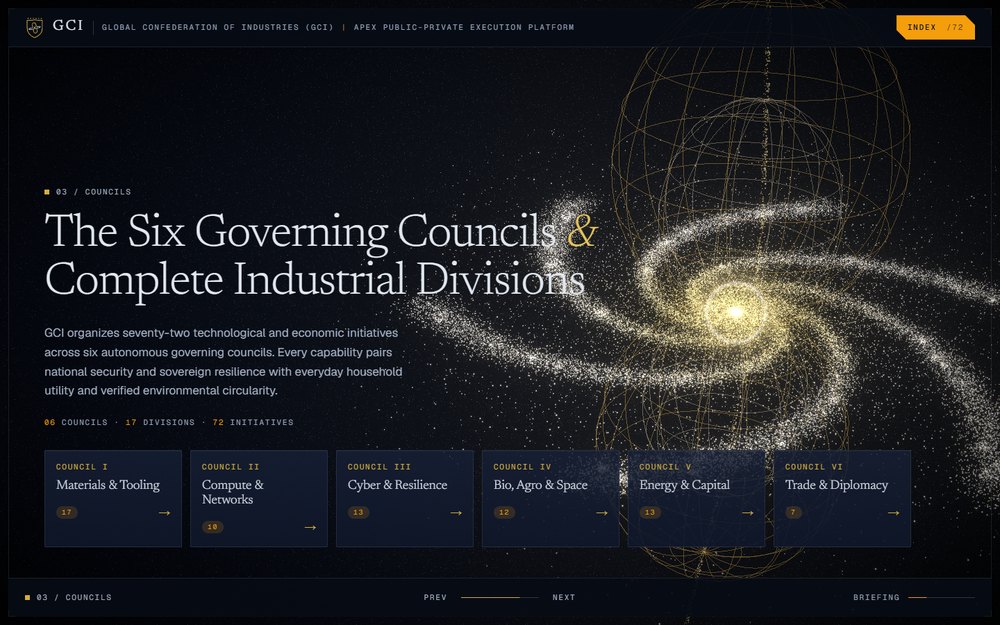 GCI GLOBAL CONFEDERATION OF INDUSTRIES (GCI) | APEX PUBLIC-PRIVATE EXECUTION PLATFORM
INDEX /72
03 / COUNCILS
The Six Governing Councils &
Complete Industrial Divisions
GCI organizes seventy-two technological and economic initiatives
across six autonomous governing councils. Every capability pairs
national security and sovereign resilience with everyday household
utility and verified environmental circularity.
06 COUNCILS · 17 DIVISIONS · 72 INITIATIVES
COUNCIL I
Materials & Tooling
17 →
COUNCIL II
Compute &
Networks
10 →
COUNCIL III
Cyber & Resilience
13 →
COUNCIL IV
Bio, Agro & Space
12 →
COUNCIL V
Energy & Capital
13 →
COUNCIL VI
Trade & Diplomacy
7 →
03 / COUNCILS
PREV
NEXT
BRIEFING